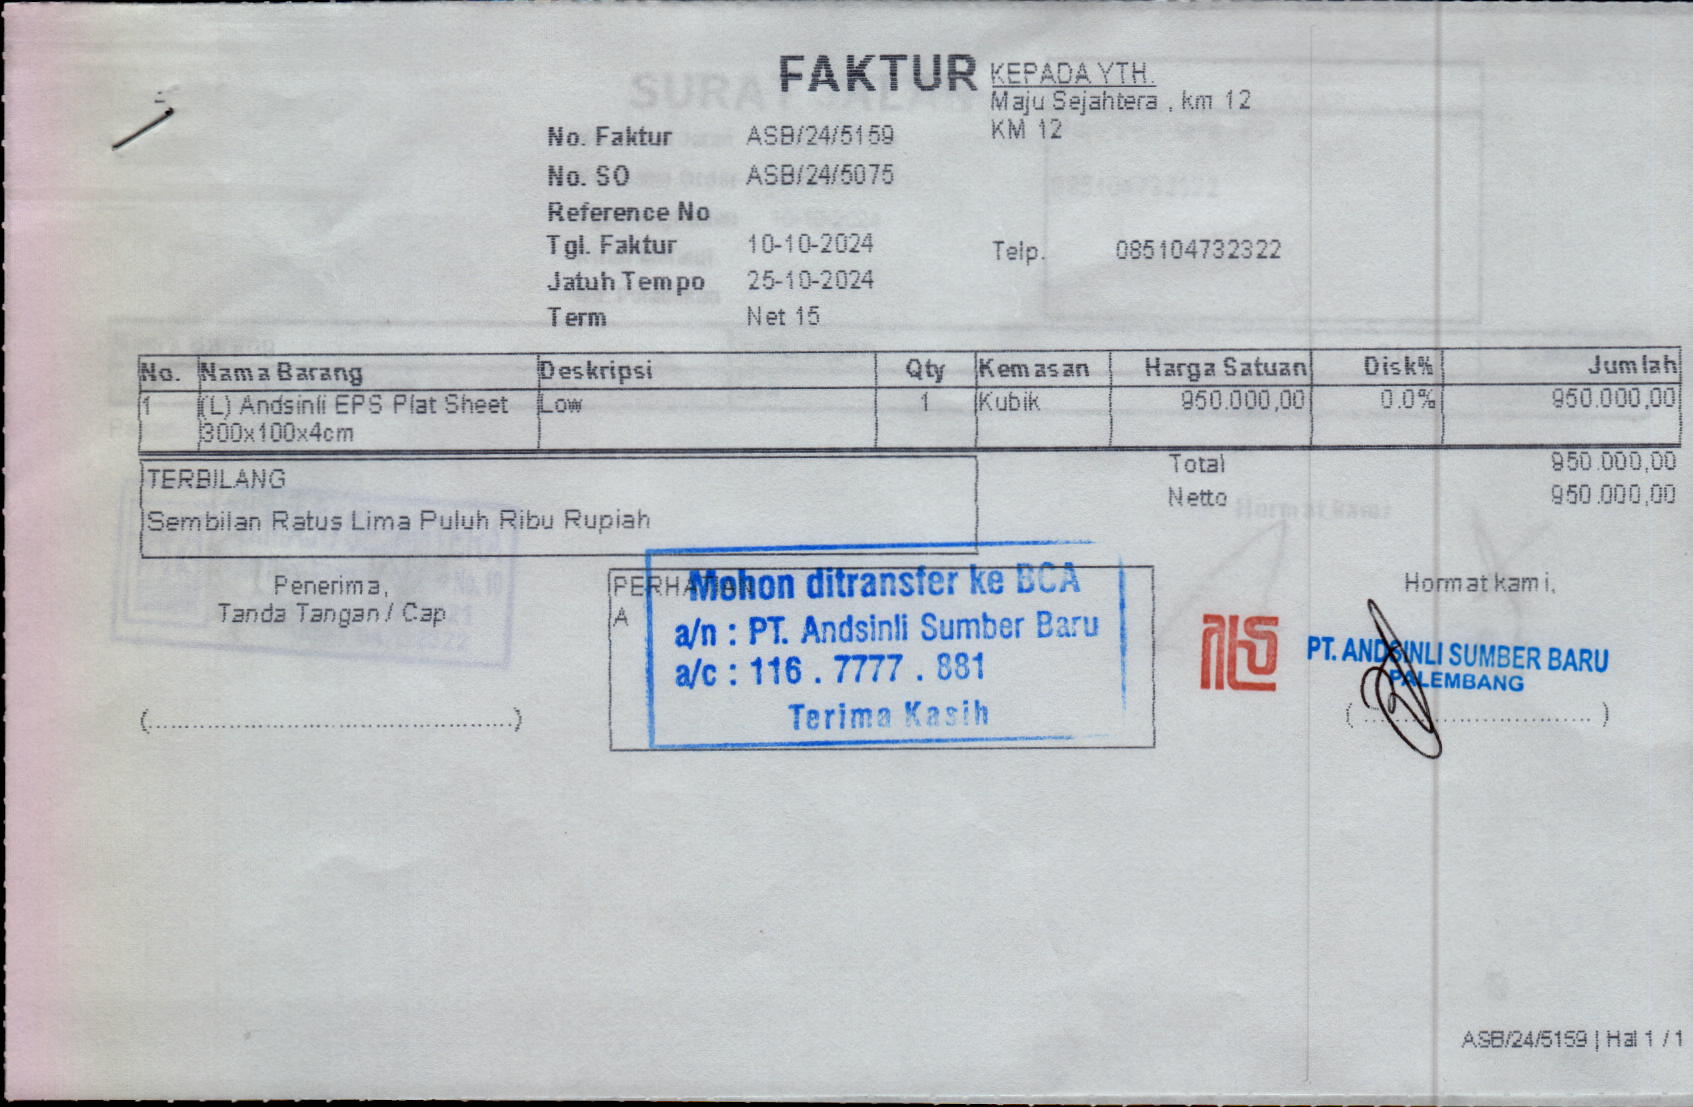 FAKTUR
KEPADA YTH.
Maju Sejahtera , km 12
KM 12
No. Faktur ASB/24/5159
No. SO ASB/24/5075
Reference No
Tgl. Faktur 10-10-2024
Telp. 085104732322
Jatuh Tempo 25-10-2024
Term Net 15
No. Nama Barang Deskripsi Qty Kemasan Harga Satuan Disk% Jumlah
1 (L) Andsinli EPS Plat Sheet Low 1 Kubik 950.000,00 0.0% 950.000,00
300x100x4cm
Total 950.000,00
Netto 950.000,00
TERBILANG
Sembilan Ratus Lima Puluh Ribu Rupiah
Penerima,
Tanda Tangan / Cap
(................................................)
PERHATIAN
A
Mohon ditransfer ke BCA
a/n : PT. Andsinli Sumber Baru
a/c : 116 . 7777 . 881
Terima Kasih
Hormat kami,
PT. ANDSINLI SUMBER BARU
PALEMBANG
( .............................. )
ASB/24/5159 | Hal 1 / 1